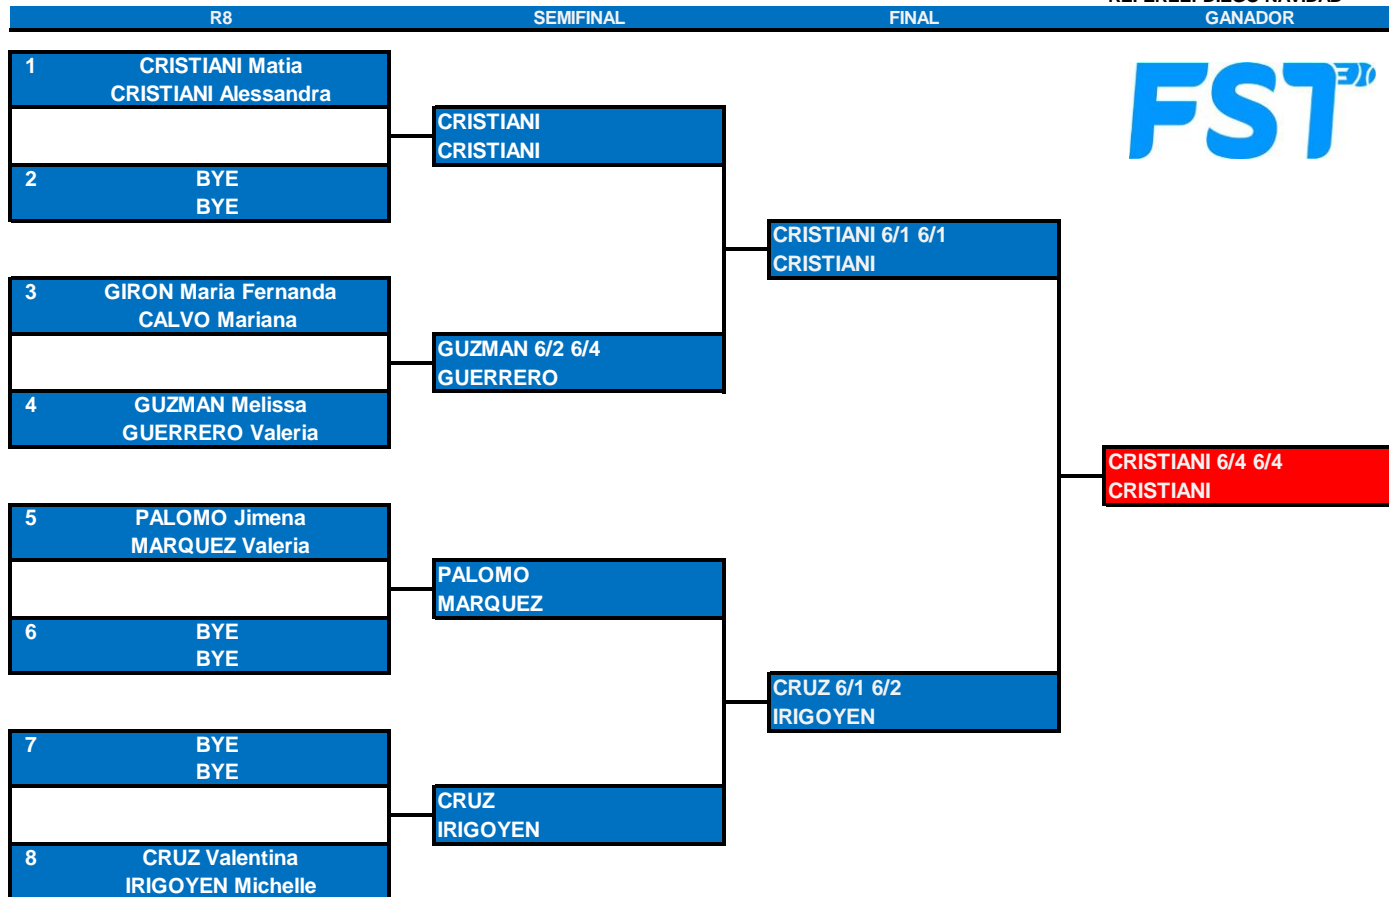 R8 SEMIFINAL FINAL GANADOR
1 CRISTIANI Matia
CRISTIANI Alessandra
CRISTIANI
CRISTIANI
2 BYE
BYE
CRISTIANI 6/1 6/1
CRISTIANI
3 GIRON Maria Fernanda
CALVO Mariana
GUZMAN 6/2 6/4
GUERRERO
4 GUZMAN Melissa
GUERRERO Valeria
CRISTIANI 6/4 6/4
CRISTIANI
5 PALOMO Jimena
MARQUEZ Valeria
PALOMO
MARQUEZ
6 BYE
BYE
CRUZ 6/1 6/2
IRIGOYEN
7 BYE
BYE
CRUZ
IRIGOYEN
8 CRUZ Valentina
IRIGOYEN Michelle
FST